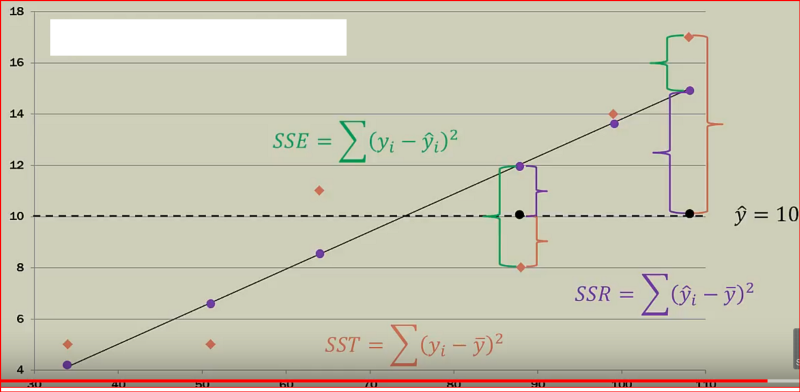 18
16
14
12
10
8
6
4
SSE = ∑(yᵢ − ŷᵢ)²
ŷ = 10
SSR = ∑(ŷᵢ − ȳ)²
SST = ∑(yᵢ − ȳ)²
30 40 50 60 70 80 90 100 110